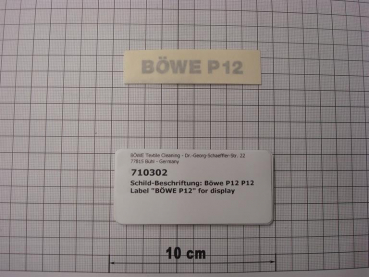 BÖWE P12
BÖWE Textile Cleaning - Dr.-Georg-Schaeffler-Str. 22
77815 Bühl - Germany
710302
Schild-Beschriftung: Böwe P12 P12
Label "BÖWE P12" for display
10 cm